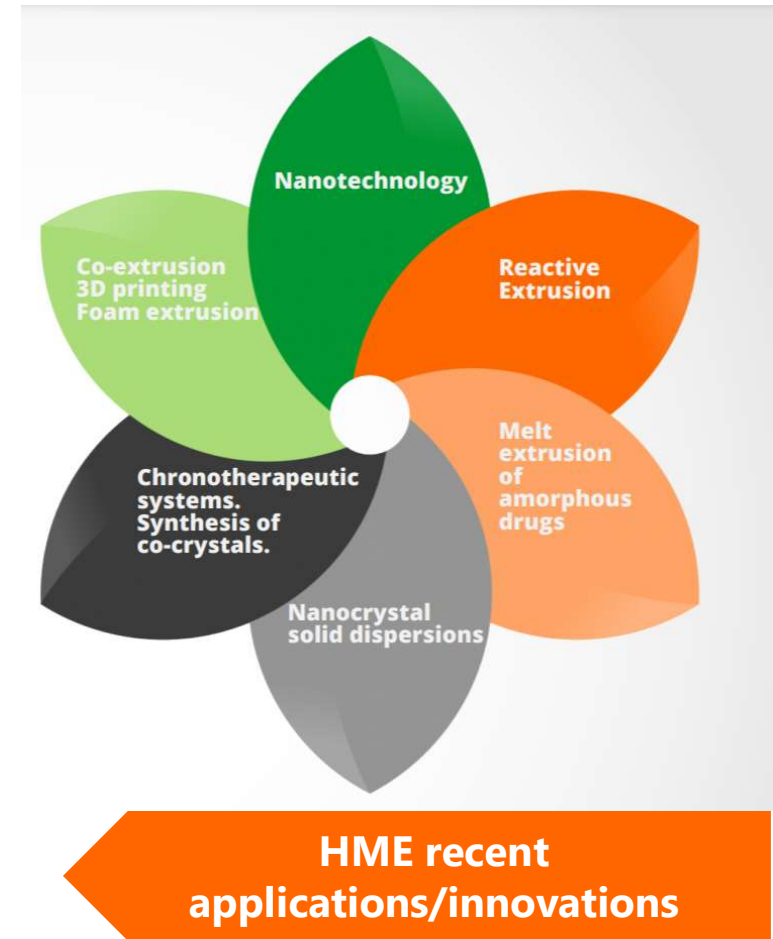 Nanotechnology
Co-extrusion
3D printing
Foam extrusion
Reactive
Extrusion
Melt
extrusion
of
amorphous
drugs
Chronotherapeutic
systems.
Synthesis of
co-crystals.
Nanocrystal
solid dispersions
HME recent
applications/innovations